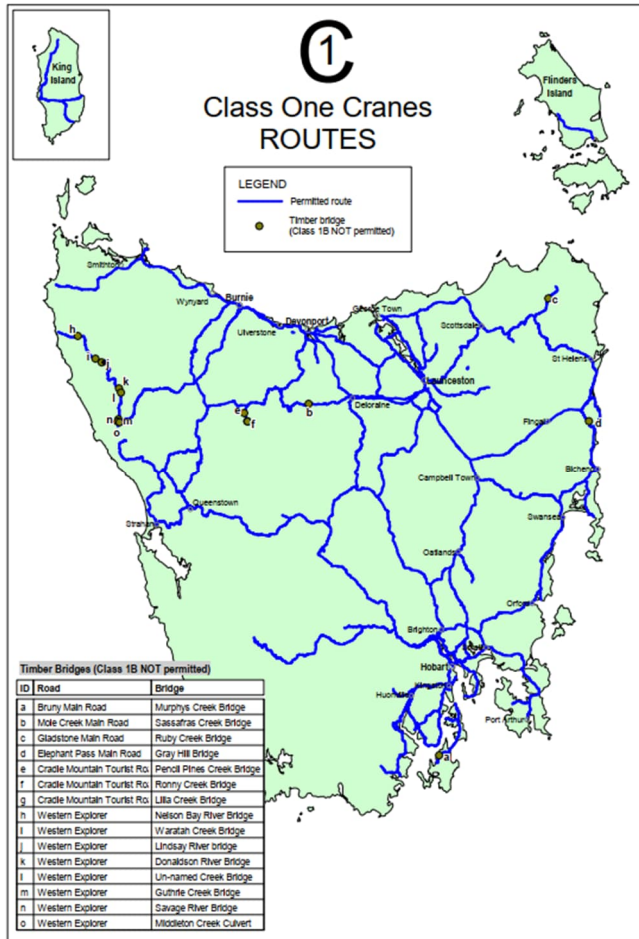 King
Island
C1
Class One Cranes
ROUTES
Flinders
Island
LEGEND
Permitted route
Timber bridge
(Class 1B NOT permitted)
Smithton
Wynyard
Burnie
Ulverstone
Devonport
George Town
Scottsdale
c
h
i
j
k
l
n
m
o
St Helens
Launceston
e
f
b
Deloraine
Fingal
d
Campbell Town
Bicheno
Queenstown
Strahan
Swansea
Oatlands
Orford
Brighton
Hobart
Port Arthur
a
Timber Bridges (Class 1B NOT permitted)
ID Road Bridge
a Bruny Main Road Murphys Creek Bridge
b Mole Creek Main Road Sassafras Creek Bridge
c Gladstone Main Road Ruby Creek Bridge
d Elephant Pass Main Road Gray Hill Bridge
e Cradle Mountain Tourist Ro Pencil Pines Creek Bridge
f Cradle Mountain Tourist Ro Ronny Creek Bridge
g Cradle Mountain Tourist Ro Lilla Creek Bridge
h Western Explorer Nelson Bay River Bridge
i Western Explorer Waratah Creek Bridge
j Western Explorer Lindsay River bridge
k Western Explorer Donaldson River Bridge
l Western Explorer Un-named Creek Bridge
m Western Explorer Guthrie Creek Bridge
n Western Explorer Savage River Bridge
o Western Explorer Middleton Creek Culvert